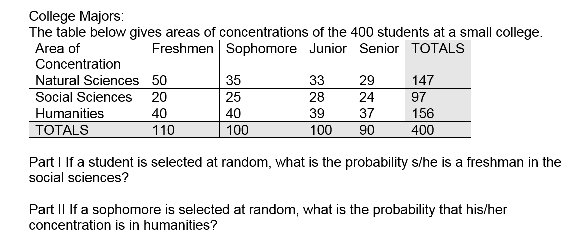 College Majors:
The table below gives areas of concentrations of the 400 students at a small college.
Area of Concentration Freshmen Sophomore Junior Senior TOTALS
Natural Sciences 50 35 33 29 147
Social Sciences 20 25 28 24 97
Humanities 40 40 39 37 156
TOTALS 110 100 100 90 400
Part I If a student is selected at random, what is the probability s/he is a freshman in the
social sciences?
Part II If a sophomore is selected at random, what is the probability that his/her
concentration is in humanities?